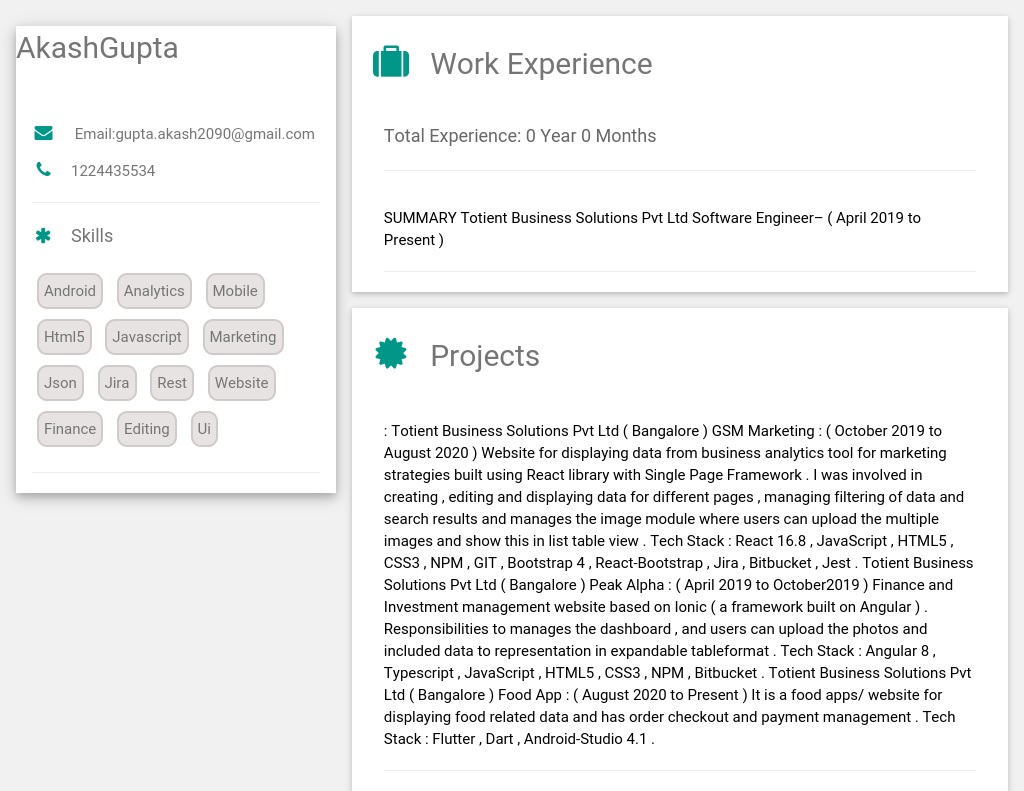 AkashGupta
Email:gupta.akash2090@gmail.com
1224435534
Skills
Android Analytics Mobile
Html5 Javascript Marketing
Json Jira Rest Website
Finance Editing Ui
Work Experience
Total Experience: 0 Year 0 Months
SUMMARY Totient Business Solutions Pvt Ltd Software Engineer– ( April 2019 to
Present )
Projects
: Totient Business Solutions Pvt Ltd ( Bangalore ) GSM Marketing : ( October 2019 to
August 2020 ) Website for displaying data from business analytics tool for marketing
strategies built using React library with Single Page Framework . I was involved in
creating , editing and displaying data for different pages , managing filtering of data and
search results and manages the image module where users can upload the multiple
images and show this in list table view . Tech Stack : React 16.8 , JavaScript , HTML5 ,
CSS3 , NPM , GIT , Bootstrap 4 , React-Bootstrap , Jira , Bitbucket , Jest . Totient Business
Solutions Pvt Ltd ( Bangalore ) Peak Alpha : ( April 2019 to October2019 ) Finance and
Investment management website based on Ionic ( a framework built on Angular ) .
Responsibilities to manages the dashboard , and users can upload the photos and
included data to representation in expandable tableformat . Tech Stack : Angular 8 ,
Typescript , JavaScript , HTML5 , CSS3 , NPM , Bitbucket . Totient Business Solutions Pvt
Ltd ( Bangalore ) Food App : ( August 2020 to Present ) It is a food apps/ website for
displaying food related data and has order checkout and payment management . Tech
Stack : Flutter , Dart , Android-Studio 4.1 .